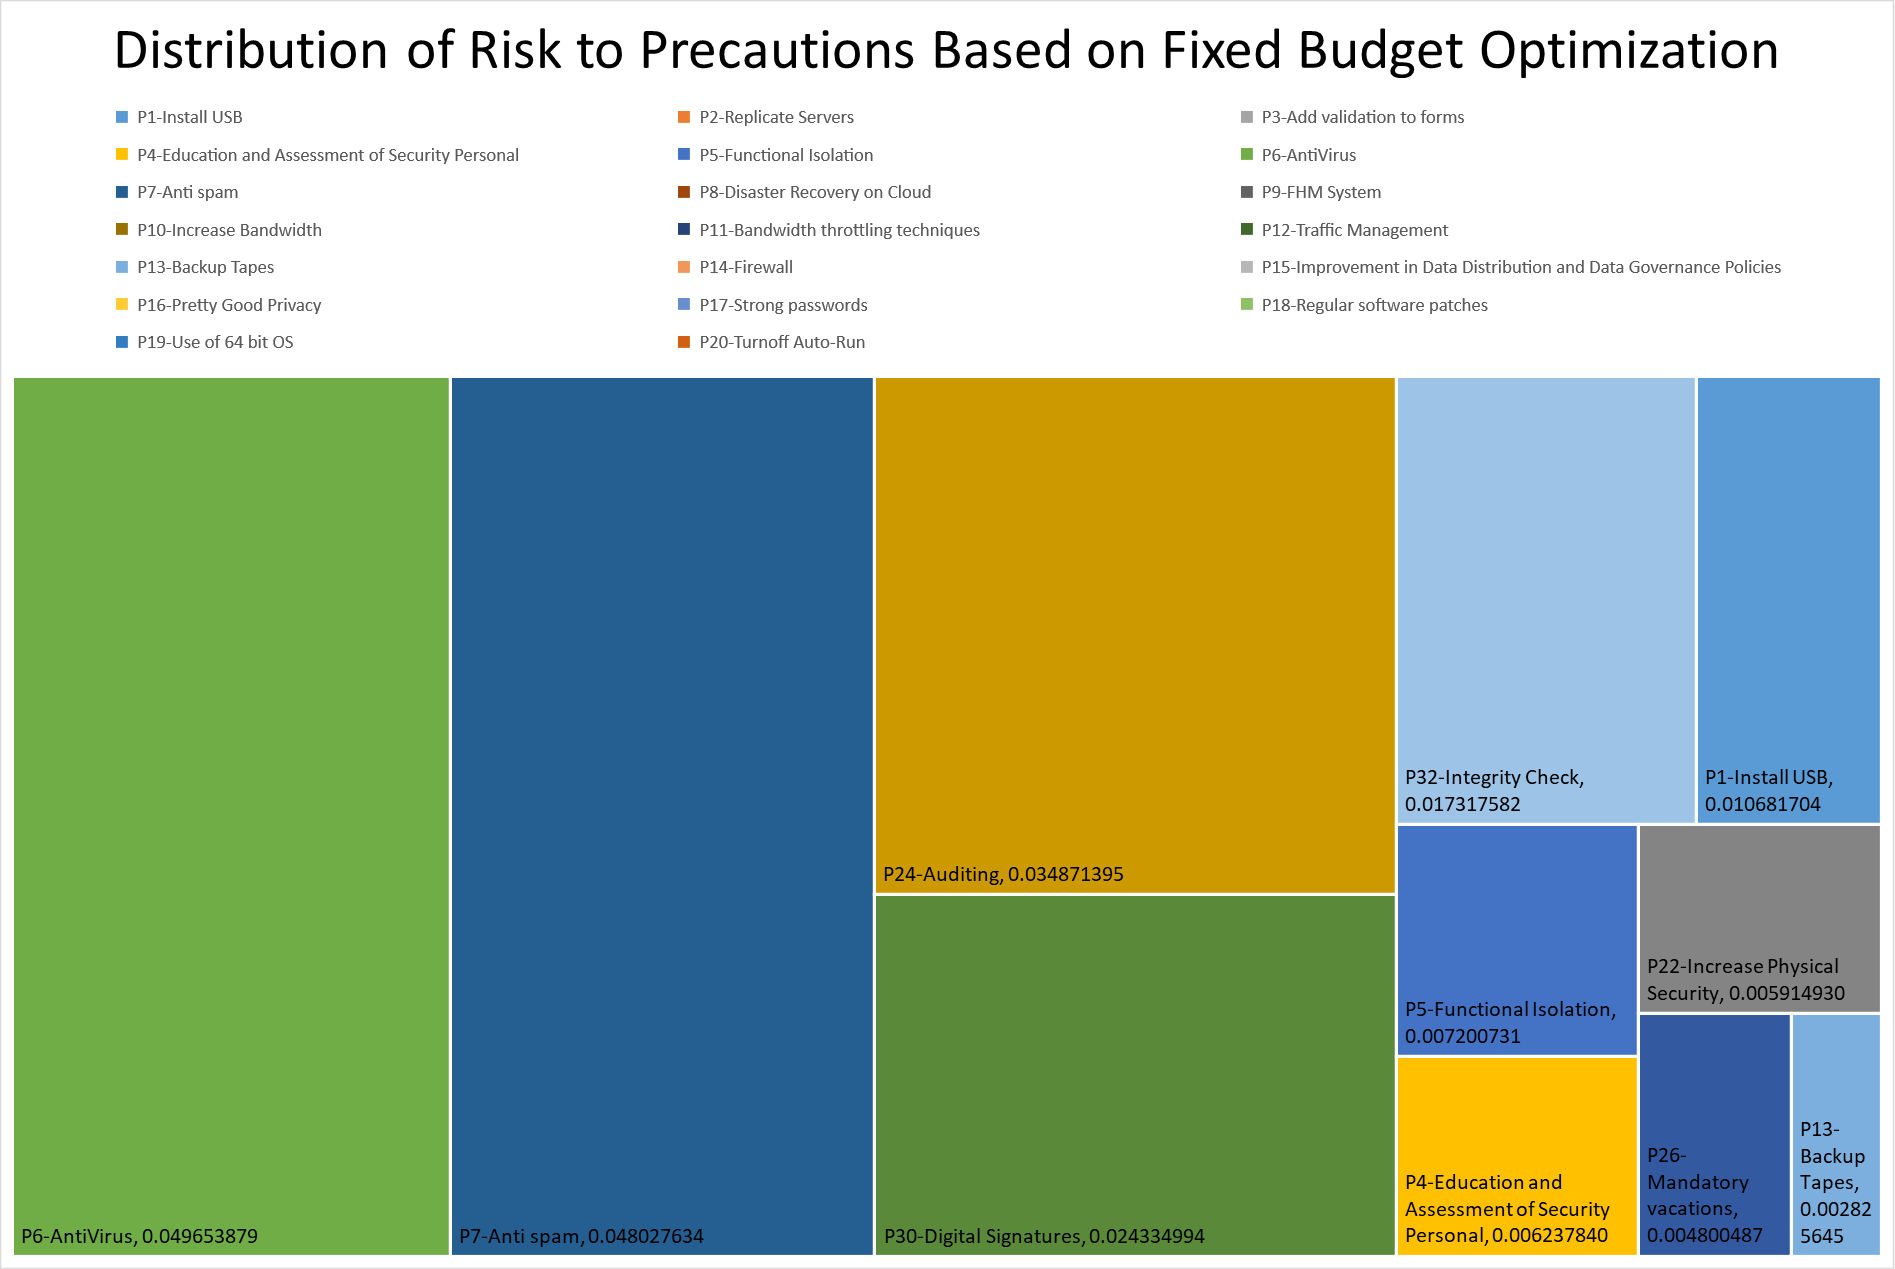 Distribution of Risk to Precautions Based on Fixed Budget Optimization
P1-Install USB
P2-Replicate Servers
P3-Add validation to forms
P4-Education and Assessment of Security Personal
P5-Functional Isolation
P6-AntiVirus
P7-Anti spam
P8-Disaster Recovery on Cloud
P9-FHM System
P10-Increase Bandwidth
P11-Bandwidth throttling techniques
P12-Traffic Management
P13-Backup Tapes
P14-Firewall
P15-Improvement in Data Distribution and Data Governance Policies
P16-Pretty Good Privacy
P17-Strong passwords
P18-Regular software patches
P19-Use of 64 bit OS
P20-Turnoff Auto-Run
P6-AntiVirus, 0.049653879
P7-Anti spam, 0.048027634
P24-Auditing, 0.034871395
P30-Digital Signatures, 0.024334994
P32-Integrity Check,
0.017317582
P1-Install USB,
0.010681704
P5-Functional Isolation,
0.007200731
P22-Increase Physical
Security, 0.005914930
P4-Education and
Assessment of Security
Personal, 0.006237840
P26-
Mandatory
vacations,
0.004800487
P13-
Backup
Tapes,
0.00282
5645